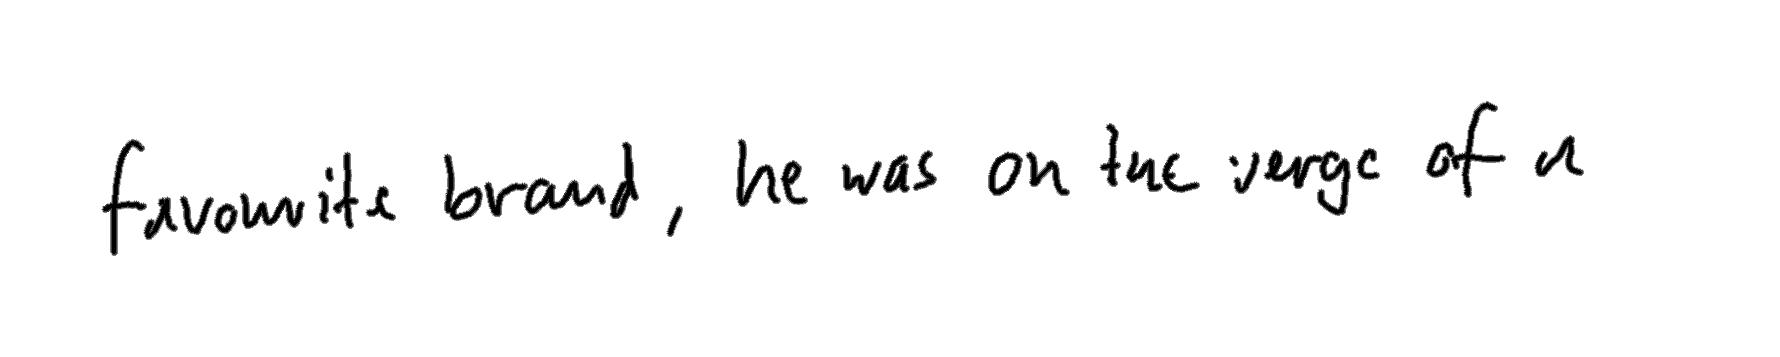 favourite brand, he was on the verge of a